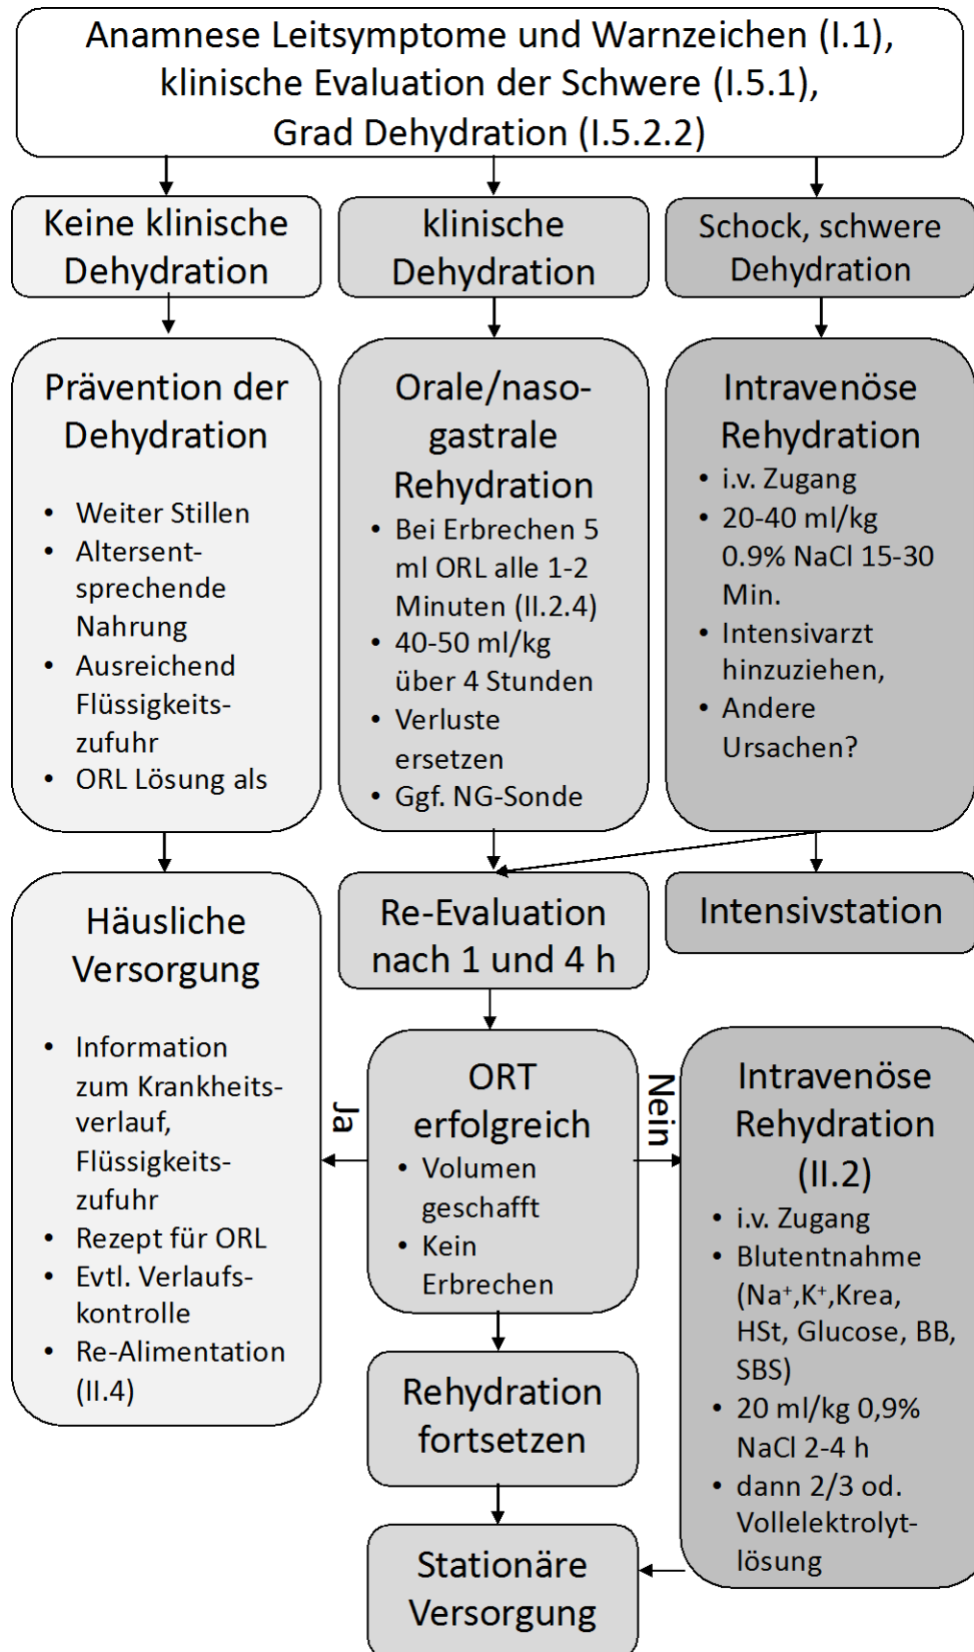 Anamnese Leitsymptome und Warnzeichen (I.1),
klinische Evaluation der Schwere (I.5.1),
Grad Dehydration (I.5.2.2)
Keine klinische
Dehydration
klinische
Dehydration
Schock, schwere
Dehydration
Prävention der
Dehydration
• Weiter Stillen
• Altersent-
sprechende
Nahrung
• Ausreichend
Flüssigkeits-
zufuhr
• ORL Lösung als
Orale/naso-
gastrale
Rehydration
• Bei Erbrechen 5
ml ORL alle 1-2
Minuten (II.2.4)
• 40-50 ml/kg
über 4 Stunden
• Verluste
ersetzen
• Ggf. NG-Sonde
Intravenöse
Rehydration
• i.v. Zugang
• 20-40 ml/kg
0.9% NaCl 15-30
Min.
• Intensivarzt
hinzuziehen,
• Andere
Ursachen?
Häusliche
Versorgung
• Information
zum Krankheits-
verlauf,
Flüssigkeits-
zufuhr
• Rezept für ORL
• Evtl. Verlaufs-
kontrolle
• Re-Alimentation
(II.4)
Re-Evaluation
nach 1 und 4 h
Intensivstation
Ja
ORT
erfolgreich
• Volumen
geschafft
• Kein
Erbrechen
Nein
Intravenöse
Rehydration
(II.2)
• i.v. Zugang
• Blutentnahme
(Na⁺,K⁺,Krea,
HSt, Glucose, BB,
SBS)
• 20 ml/kg 0,9%
NaCl 2-4 h
• dann 2/3 od.
Vollelektrolyt-
lösung
Rehydration
fortsetzen
Stationäre
Versorgung